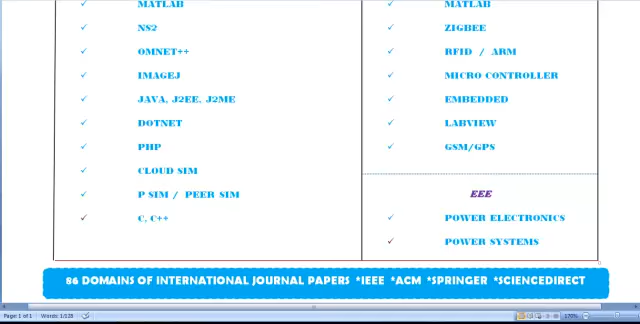 MATLAB
NS2
OMNET++
IMAGEJ
JAVA, J2EE, J2ME
DOTNET
PHP
CLOUD SIM
P SIM / PEER SIM
C, C++
MATLAB
ZIGBEE
RFID / ARM
MICRO CONTROLLER
EMBEDDED
LABVIEW
GSM/GPS
EEE
POWER ELECTRONICS
POWER SYSTEMS
86 DOMAINS OF INTERNATIONAL JOURNAL PAPERS *IEEE *ACM *SPRINGER *SCIENCEDIRECT
Page: 1 of 1 Words: 1/128 170%